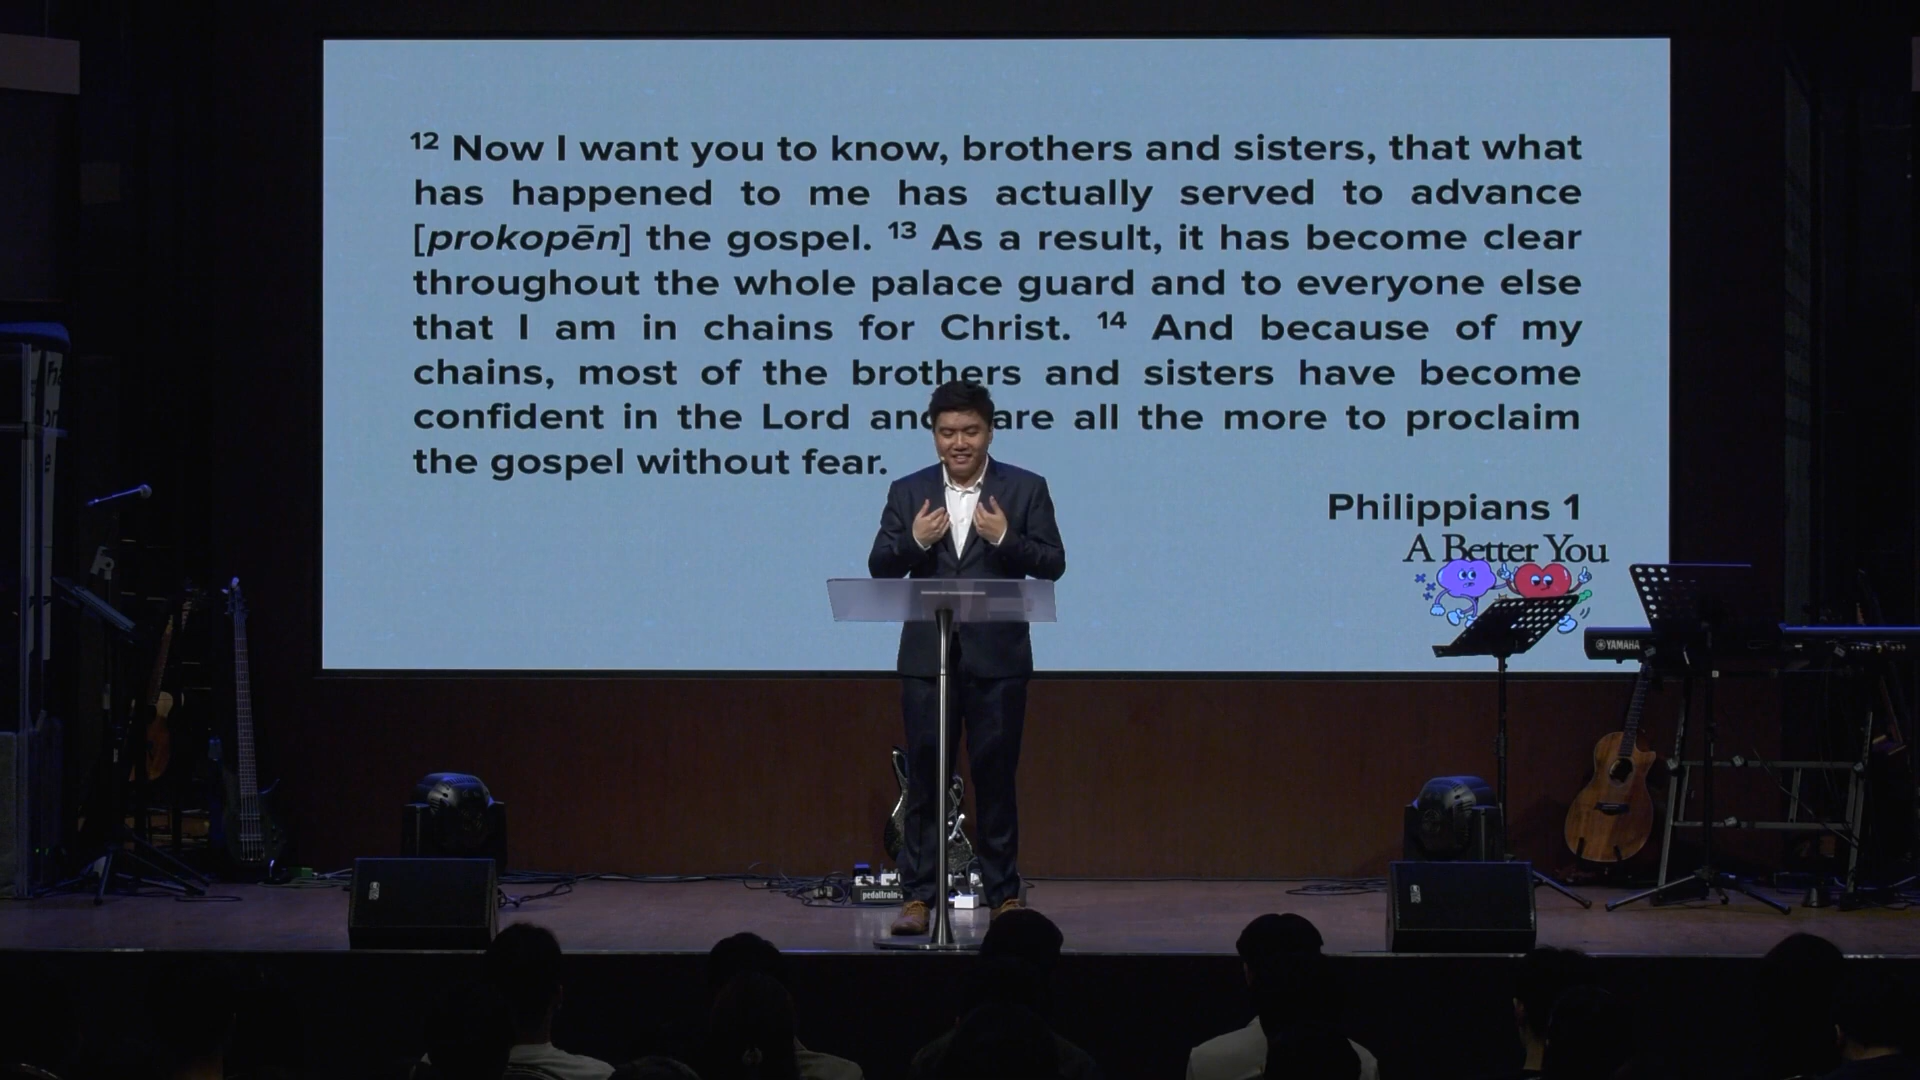 12 Now I want you to know, brothers and sisters, that what
has happened to me has actually served to advance
[prokopēn] the gospel. 13 As a result, it has become clear
throughout the whole palace guard and to everyone else
that I am in chains for Christ. 14 And because of my
chains, most of the brothers and sisters have become
confident in the Lord and are all the more to proclaim
the gospel without fear.
Philippians 1
A Better You
YAMAHA
pedaltrain